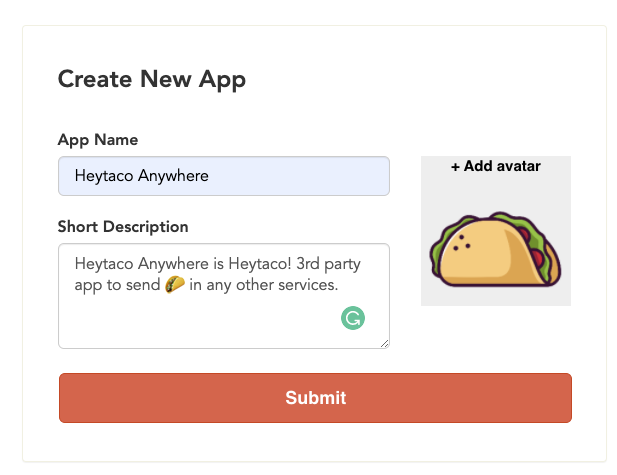 Create New App
App Name
+ Add avatar
Heytaco Anywhere
Short Description
Heytaco Anywhere is Heytaco! 3rd party
app to send 🌮 in any other services.
Submit